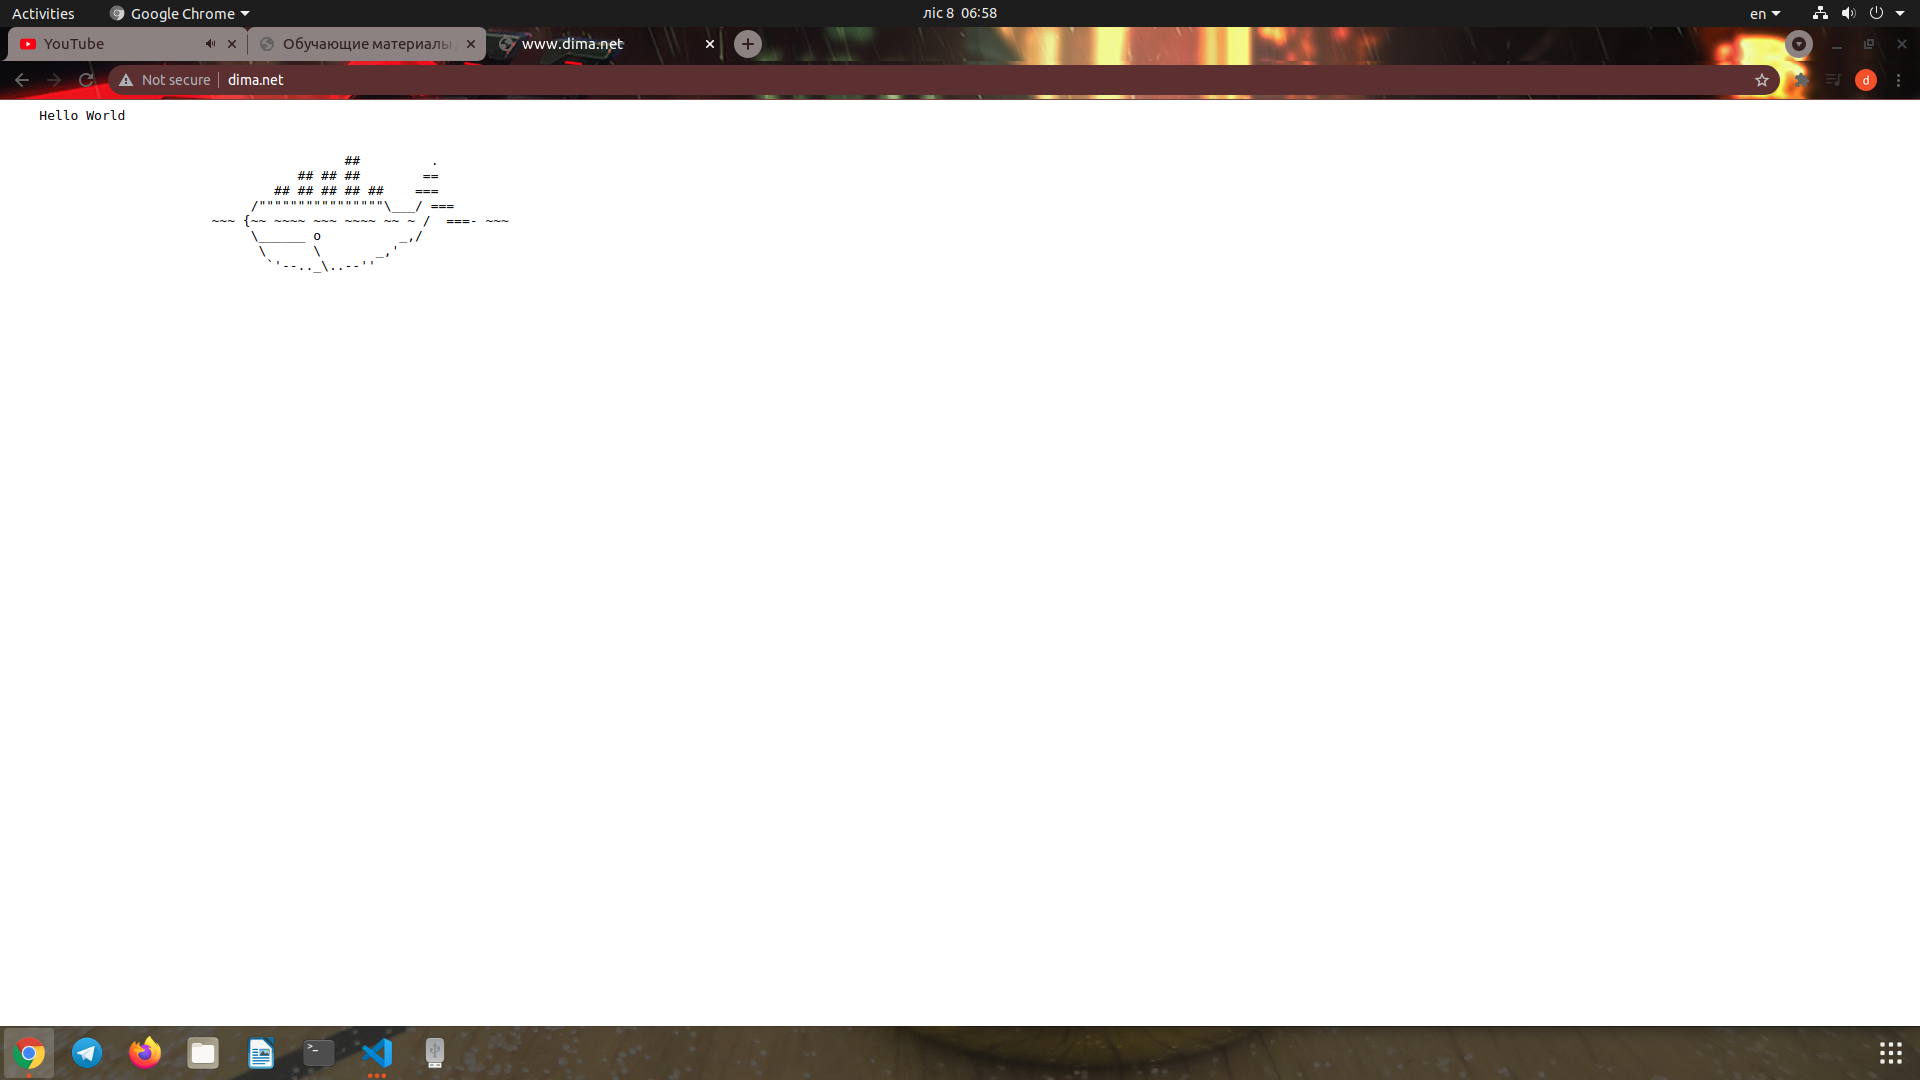 Activities Google Chrome ліс 8 06:58 en
YouTube Обучающие материалы www.dima.net
Not secure dima.net d
Hello World
                                       ##         .
                                 ## ## ##        ==
                              ## ## ## ## ##    ===
                           /""""""""""""""""\___/ ===
                      ~~~ {~~ ~~~~ ~~~ ~~~~ ~~ ~ /  ===- ~~~
                           \______ o          _,/
                            \      \       _,'
                             `'--.._\..--''